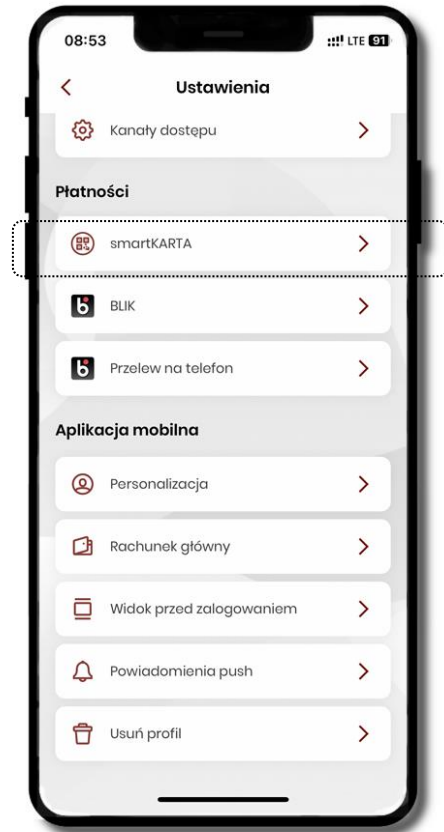 08:53
LTE 91
Ustawienia
Kanały dostępu
Płatności
smartKARTA
BLIK
Przelew na telefon
Aplikacja mobilna
Personalizacja
Rachunek główny
Widok przed zalogowaniem
Powiadomienia push
Usuń profil